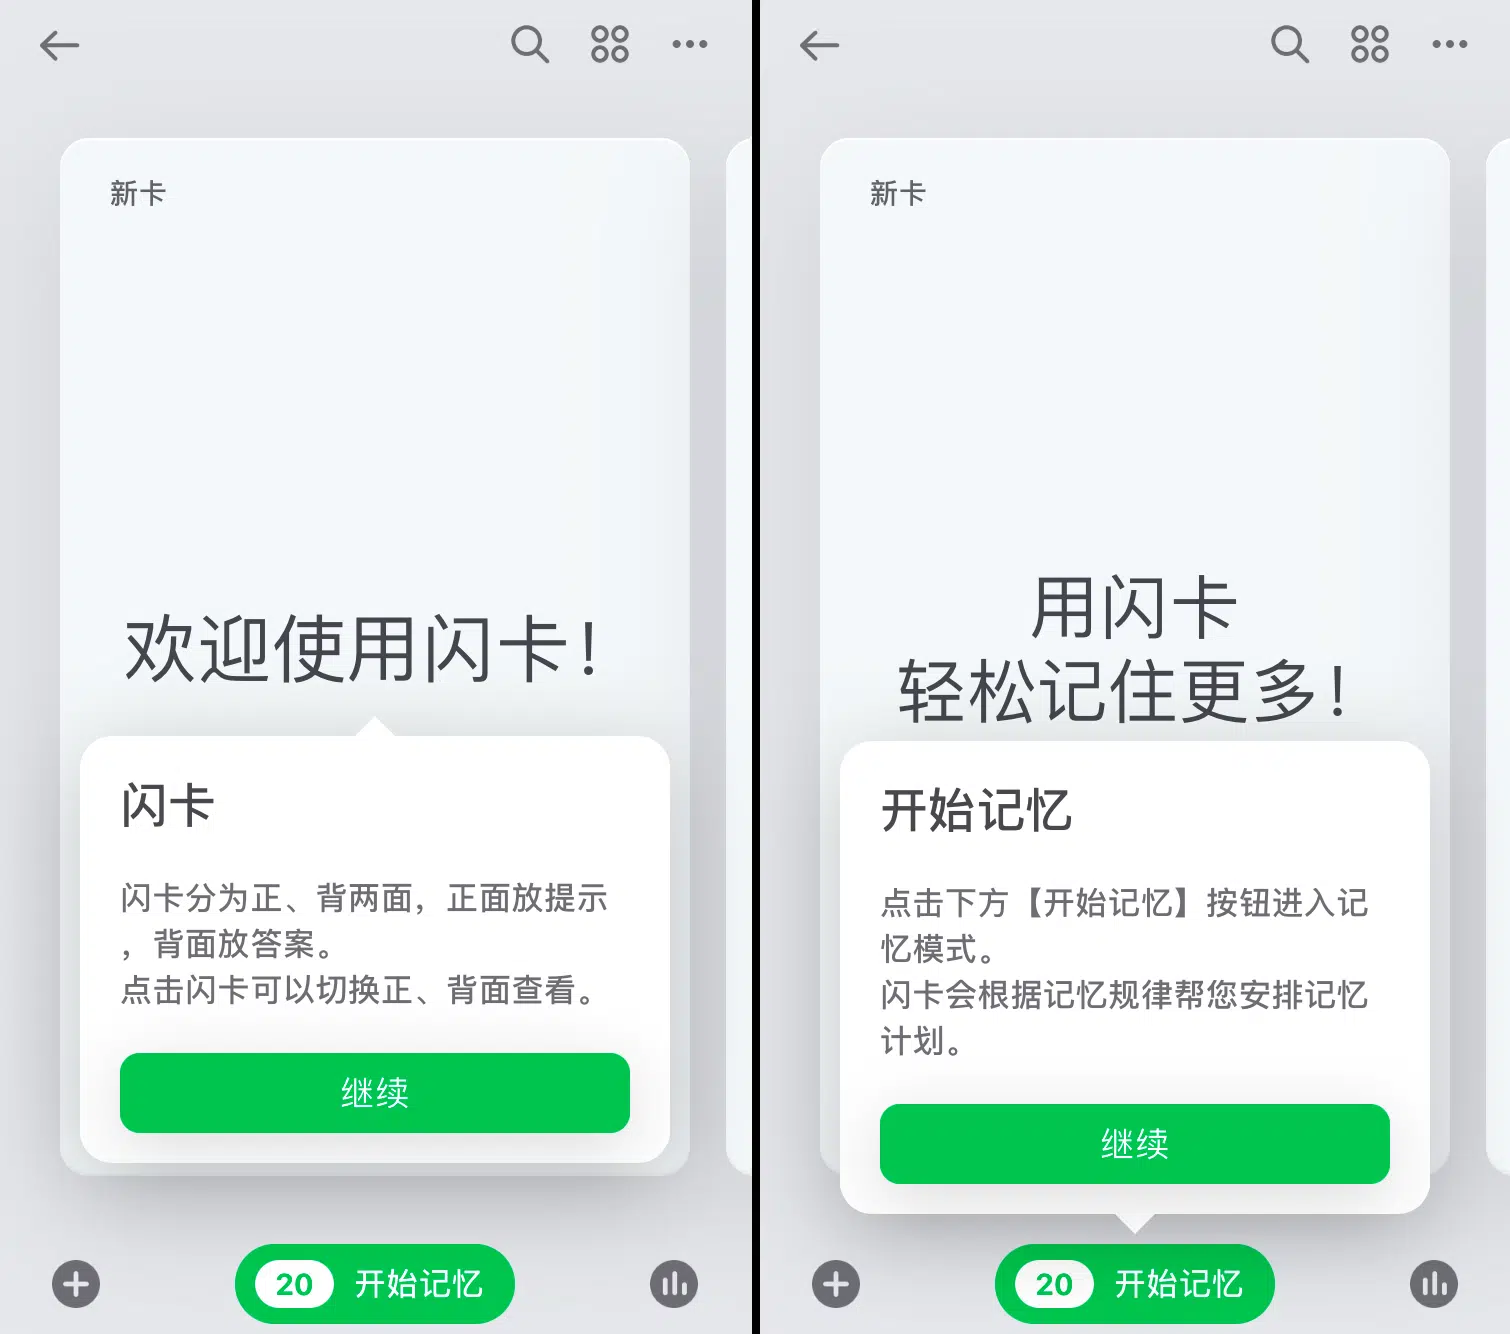 新卡
欢迎使用闪卡！
闪卡
闪卡分为正、背两面，正面放提示
，背面放答案。
点击闪卡可以切换正、背面查看。
继续
20 开始记忆
新卡
用闪卡
轻松记住更多！
开始记忆
点击下方【开始记忆】按钮进入记
忆模式。
闪卡会根据记忆规律帮您安排记忆
计划。
继续
20 开始记忆